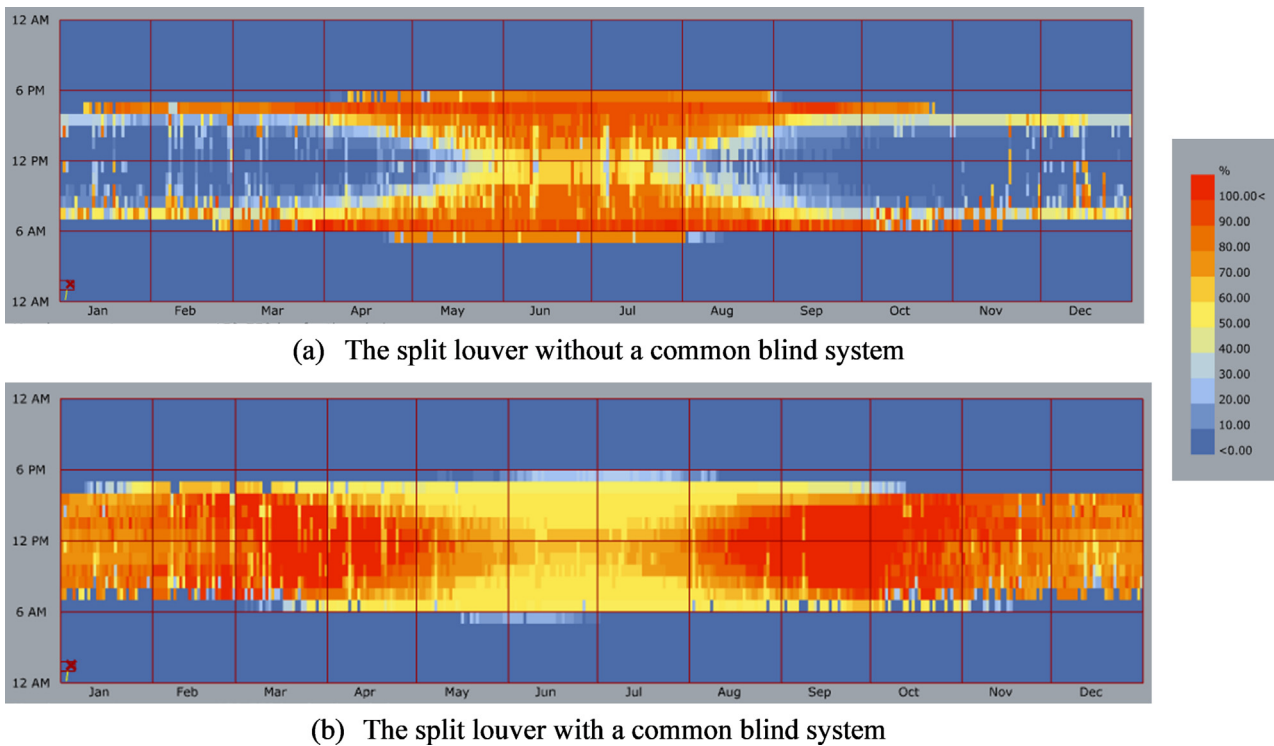 12 AM
6 PM
12 PM
6 AM
12 AM
Jan Feb Mar Apr May Jun Jul Aug Sep Oct Nov Dec
(a) The split louver without a common blind system
12 AM
6 PM
12 PM
6 AM
12 AM
Jan Feb Mar Apr May Jun Jul Aug Sep Oct Nov Dec
(b) The split louver with a common blind system
%
100.00<
90.00
80.00
70.00
60.00
50.00
40.00
30.00
20.00
10.00
<0.00